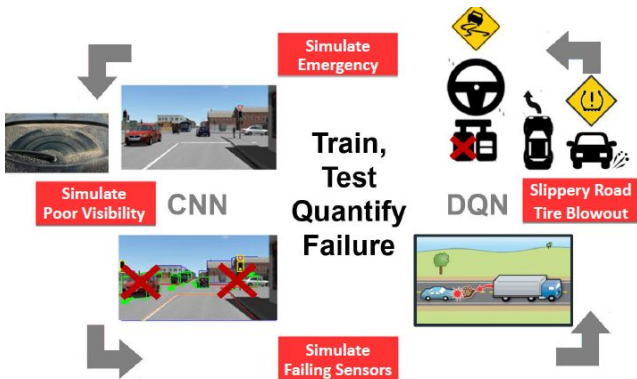 Simulate
Emergency
Simulate
Poor Visibility
CNN
Train,
Test
Quantify
Failure
DQN
Slippery Road
Tire Blowout
Simulate
Failing Sensors